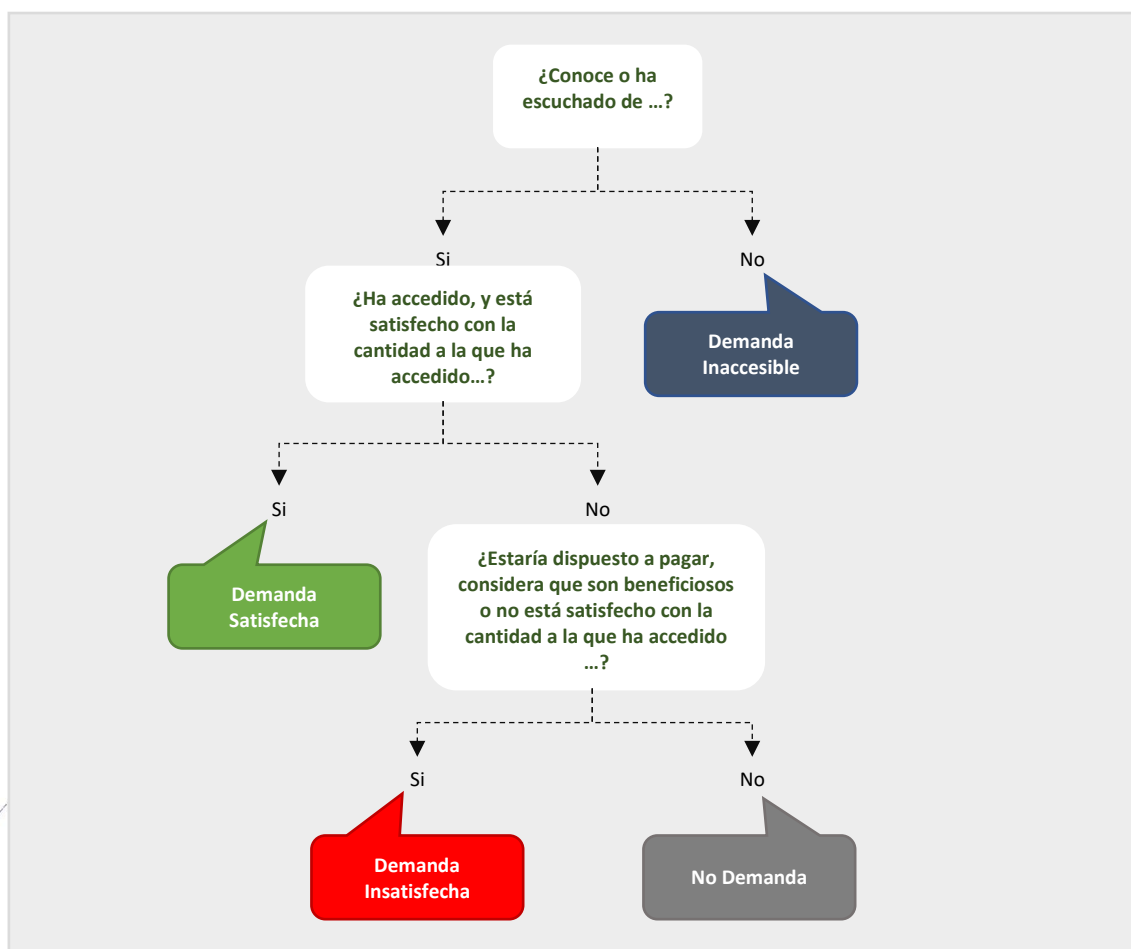 ¿Conoce o ha
escuchado de …?
Si
No
¿Ha accedido, y está
satisfecho con la
cantidad a la que ha
accedido…?
Demanda
Inaccesible
Si
No
¿Estaría dispuesto a pagar,
considera que son beneficiosos
o no está satisfecho con la
cantidad a la que ha accedido
…?
Demanda
Satisfecha
Si
No
Demanda
Insatisfecha
No Demanda